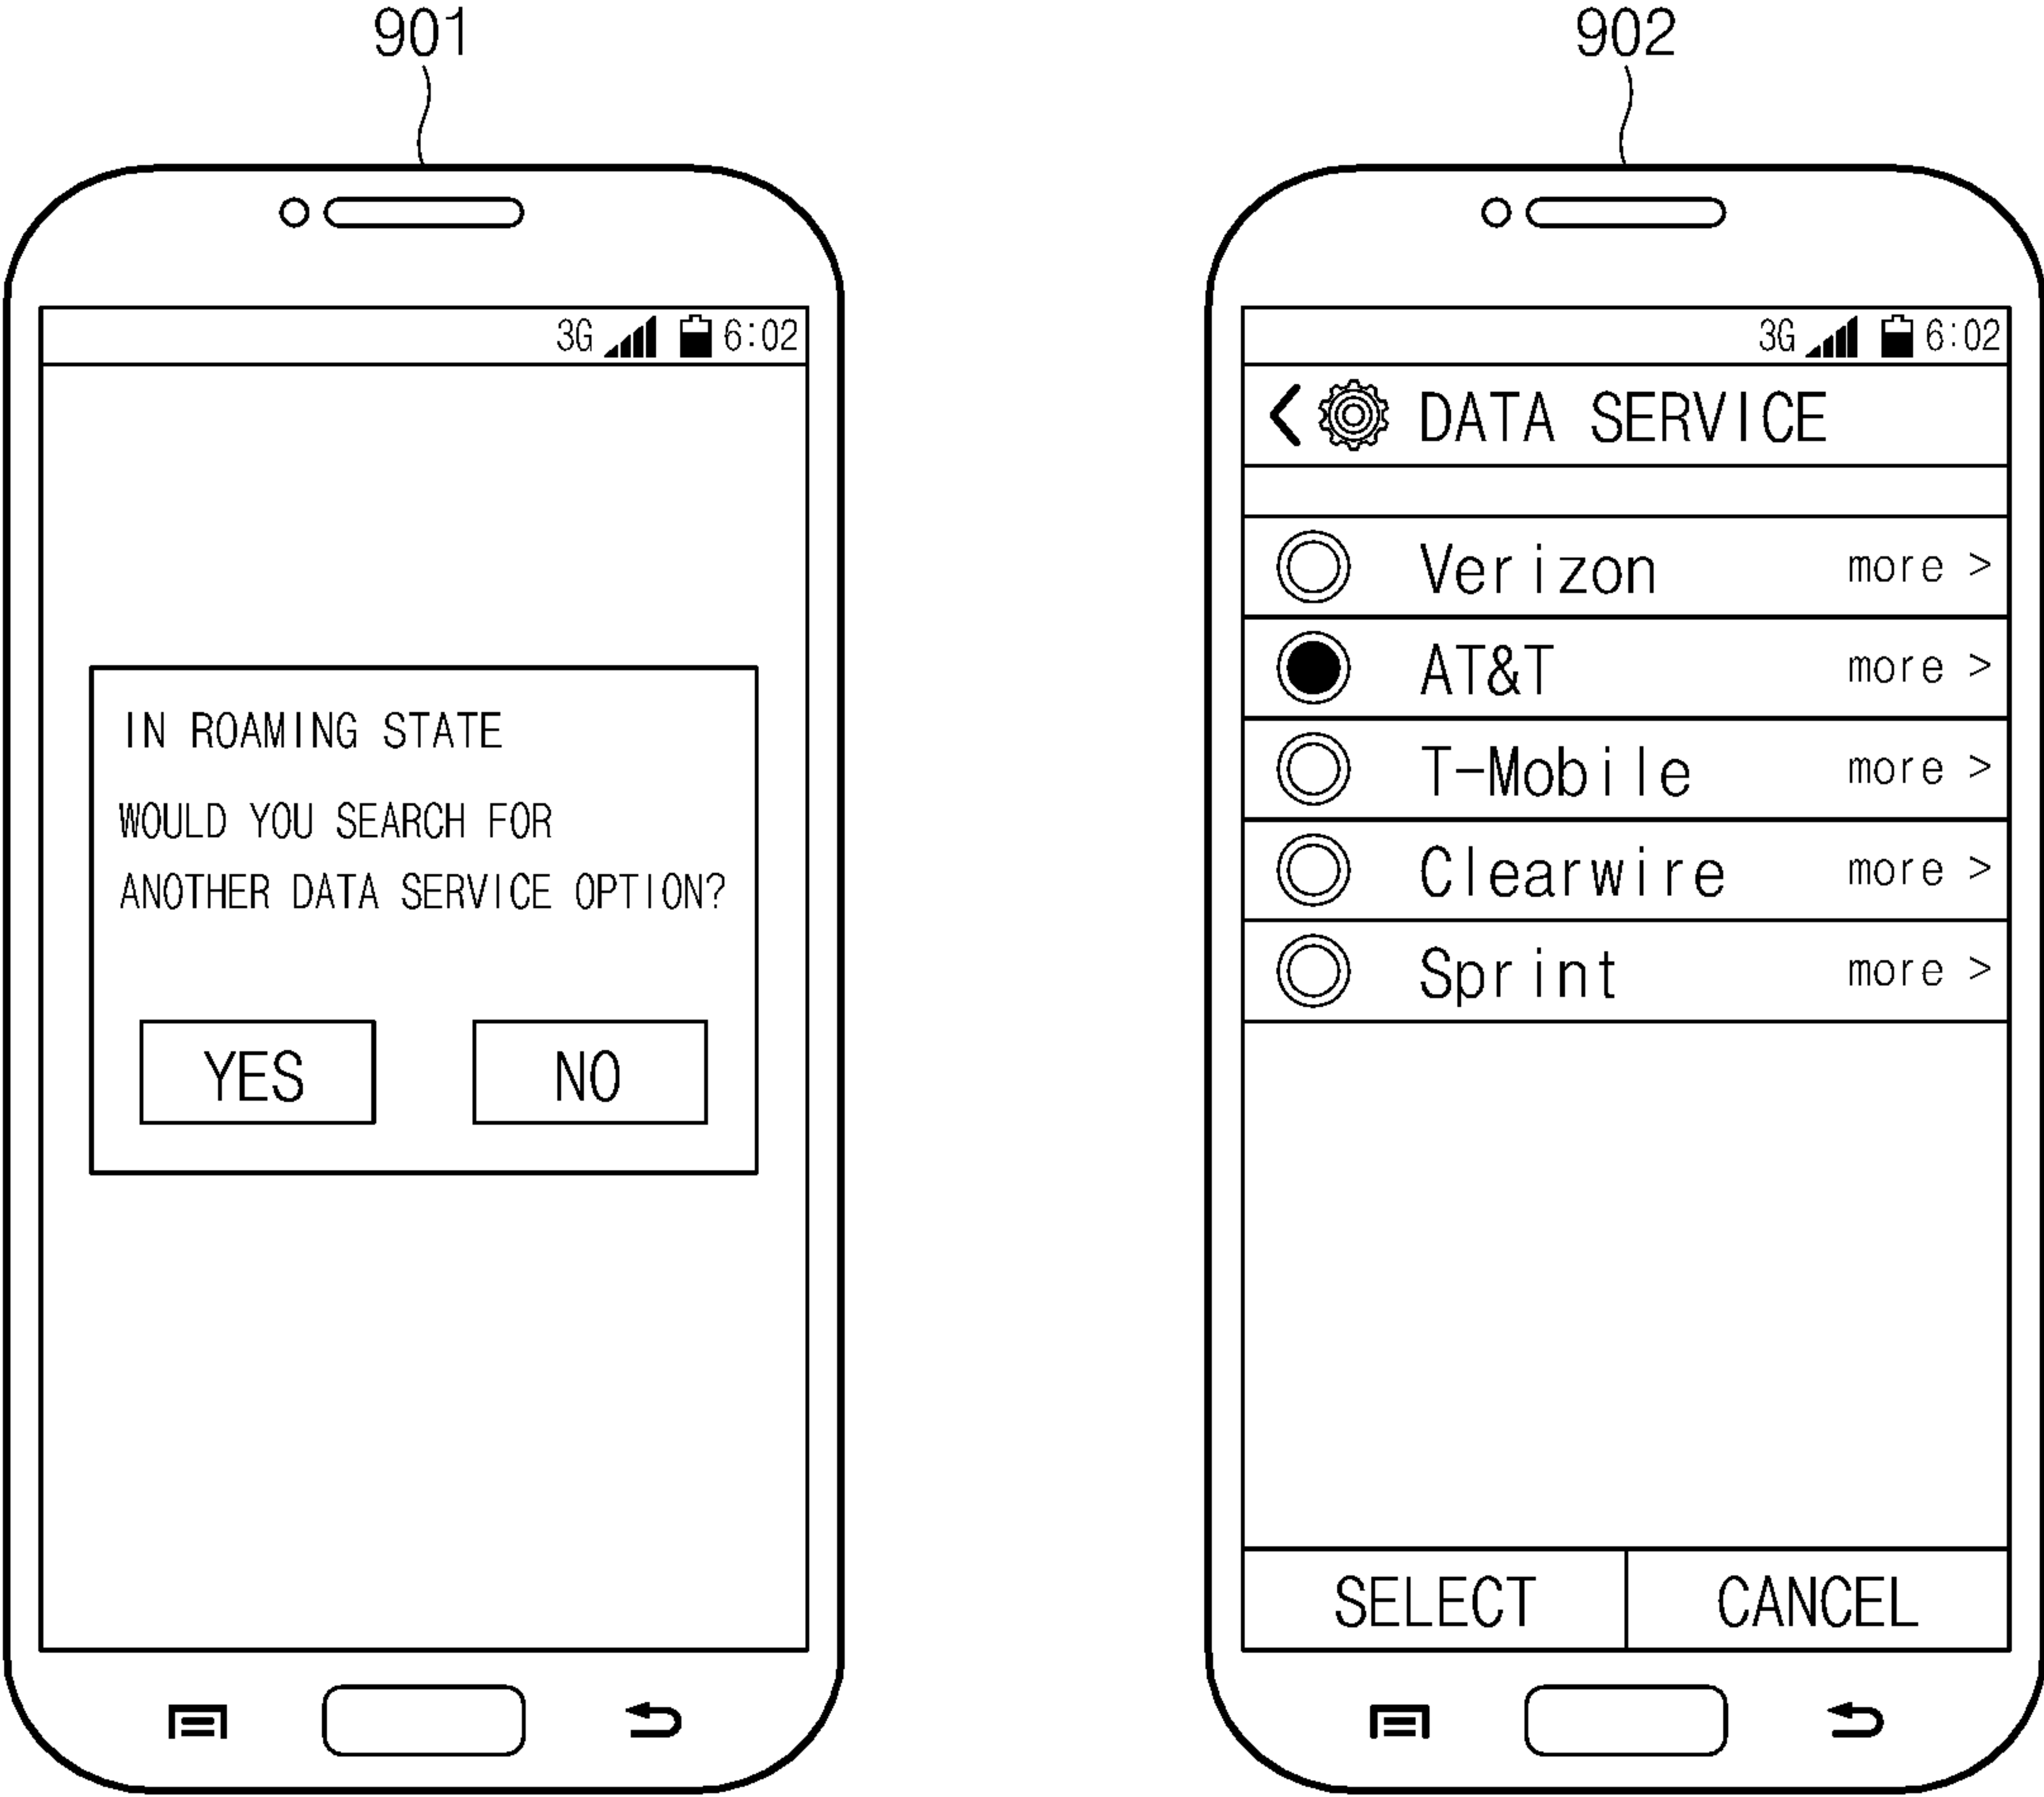 901
3G 6:02
IN ROAMING STATE
WOULD YOU SEARCH FOR
ANOTHER DATA SERVICE OPTION?
YES NO
902
3G 6:02
< DATA SERVICE
Verizon more >
AT&T more >
T-Mobile more >
Clearwire more >
Sprint more >
SELECT CANCEL